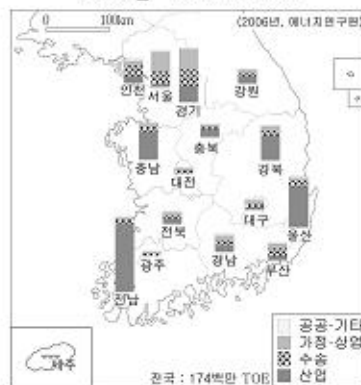 0 100km
(2006년, 에너지연구원)
인천
서울
경기
강원
충남
충북
경북
대전
대구
울산
전북
광주
경남
부산
전남
제주
공공·기타
가정·상업
수송
산업
전국 : 174백만 TOE